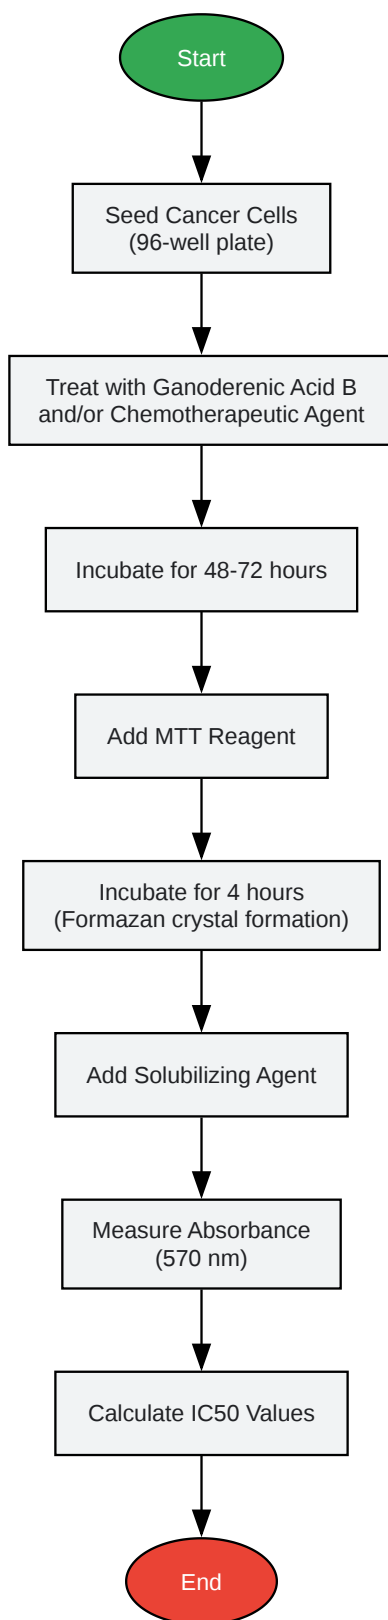 Start
Seed Cancer Cells
(96-well plate)
Treat with Ganoderenic Acid B
and/or Chemotherapeutic Agent
Incubate for 48-72 hours
Add MTT Reagent
Incubate for 4 hours
(Formazan crystal formation)
Add Solubilizing Agent
Measure Absorbance
(570 nm)
Calculate IC50 Values
End